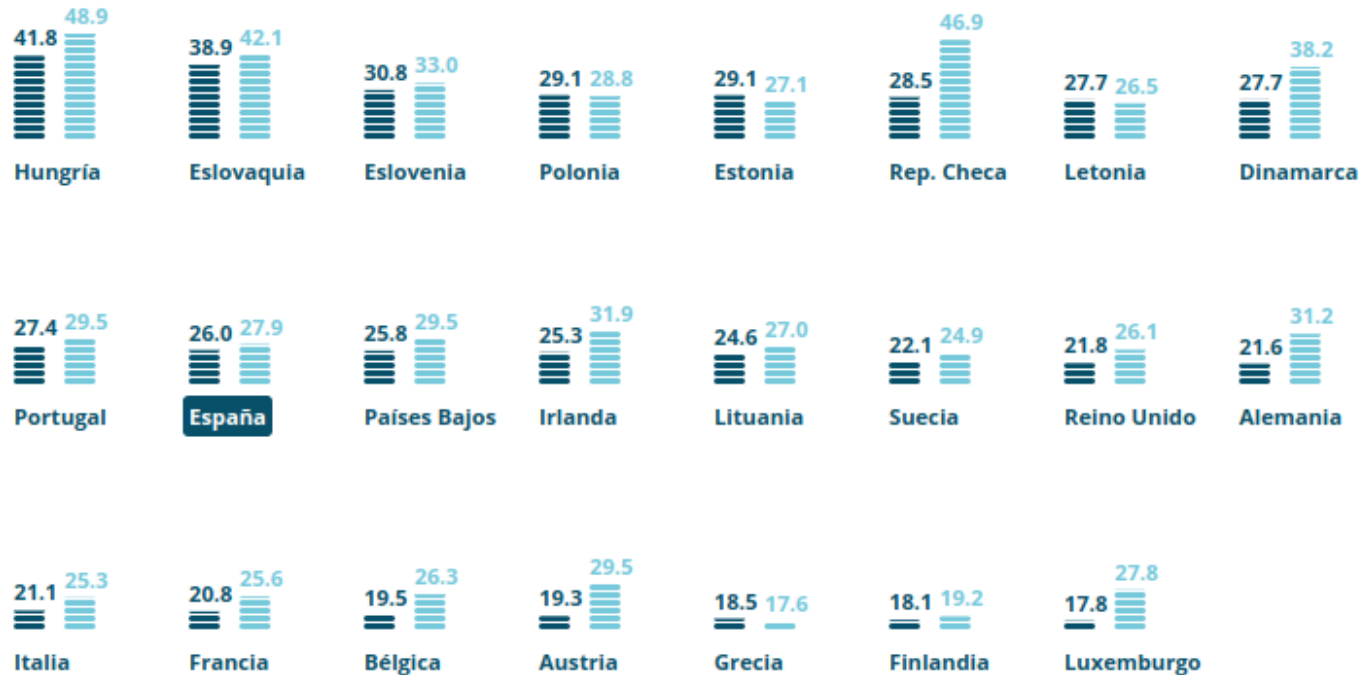 41.8 48.9
Hungría
38.9 42.1
Eslovaquia
30.8 33.0
Eslovenia
29.1 28.8
Polonia
29.1 27.1
Estonia
28.5 46.9
Rep. Checa
27.7 26.5
Letonia
27.7 38.2
Dinamarca
27.4 29.5
Portugal
26.0 27.9
España
25.8 29.5
Países Bajos
25.3 31.9
Irlanda
24.6 27.0
Lituania
22.1 24.9
Suecia
21.8 26.1
Reino Unido
21.6 31.2
Alemania
21.1 25.3
Italia
20.8 25.6
Francia
19.5 26.3
Bélgica
19.3 29.5
Austria
18.5 17.6
Grecia
18.1 19.2
Finlandia
17.8 27.8
Luxemburgo